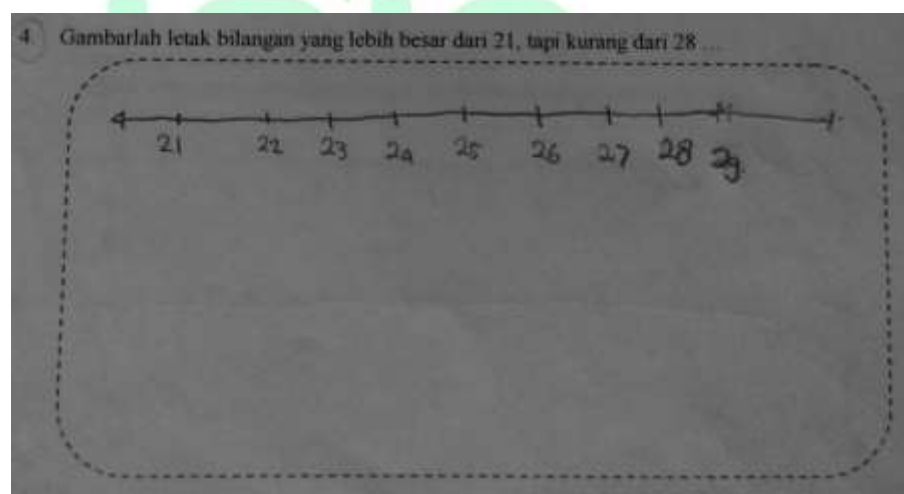 4. Gambarlah letak bilangan yang lebih besar dari 21, tapi kurang dari 28 ...
21 22 23 24 25 26 27 28 29